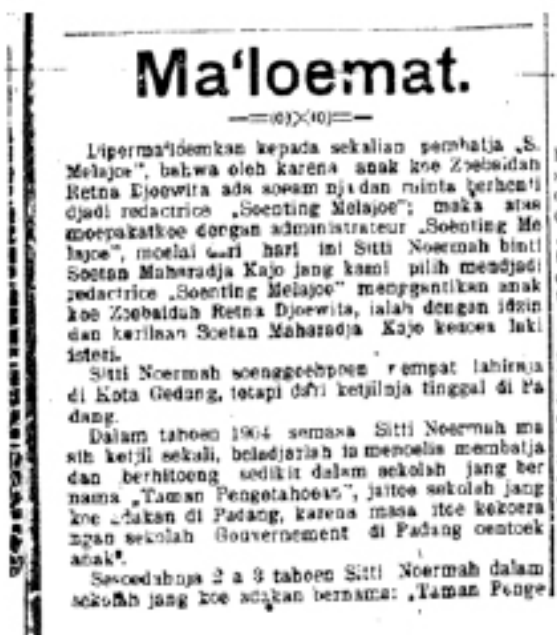 Ma'loemat.
Dipermaloemkan kepada sekalian pembatja „S.
Melajoe", bahwa oleh karena anak koe Zoebaidah
Retna Djoewita ada soeam nja dan minta berhenti
djadi redactrice „Soenting Melajoe"; maka atas
moepakatkoe dengan administrateur „Soenting Me
lajoe", moelai dari hari ini Sitti Noermah binti
Soetan Maharadja Kajo jang kami pilih mendjadi
redactrice „Soenting Melajoe" menggantikan anak
koe Zoebaidah Retna Djoewita, ialah dengan idzin
dan karilaan Soetan Maharadja Kajo kedoea laki
isteri.
Sitti Noermah soenggoehpoen tempat lahirnja
di Kota Gedang, tetapi dari ketjilnja tinggal di Pa
dang.
Dalam tahoen 1904 semasa Sitti Noermah ma
sih ketjil sekali, beladjarlah ia menoelis membatja
dan berhitoeng sedikit dalam sekolah jang ber
nama „Taman Pengetahoean", jaitoe sekolah jang
koe adakan di Padang, karena masa itoe kekoera
ngan sekolah Gouvernement di Padang oentoek
anak².
Sesoedahnja 2 a 3 tahoen Sitti Noermah dalam
sekolah jang koe adakan bernama: „Taman Penge